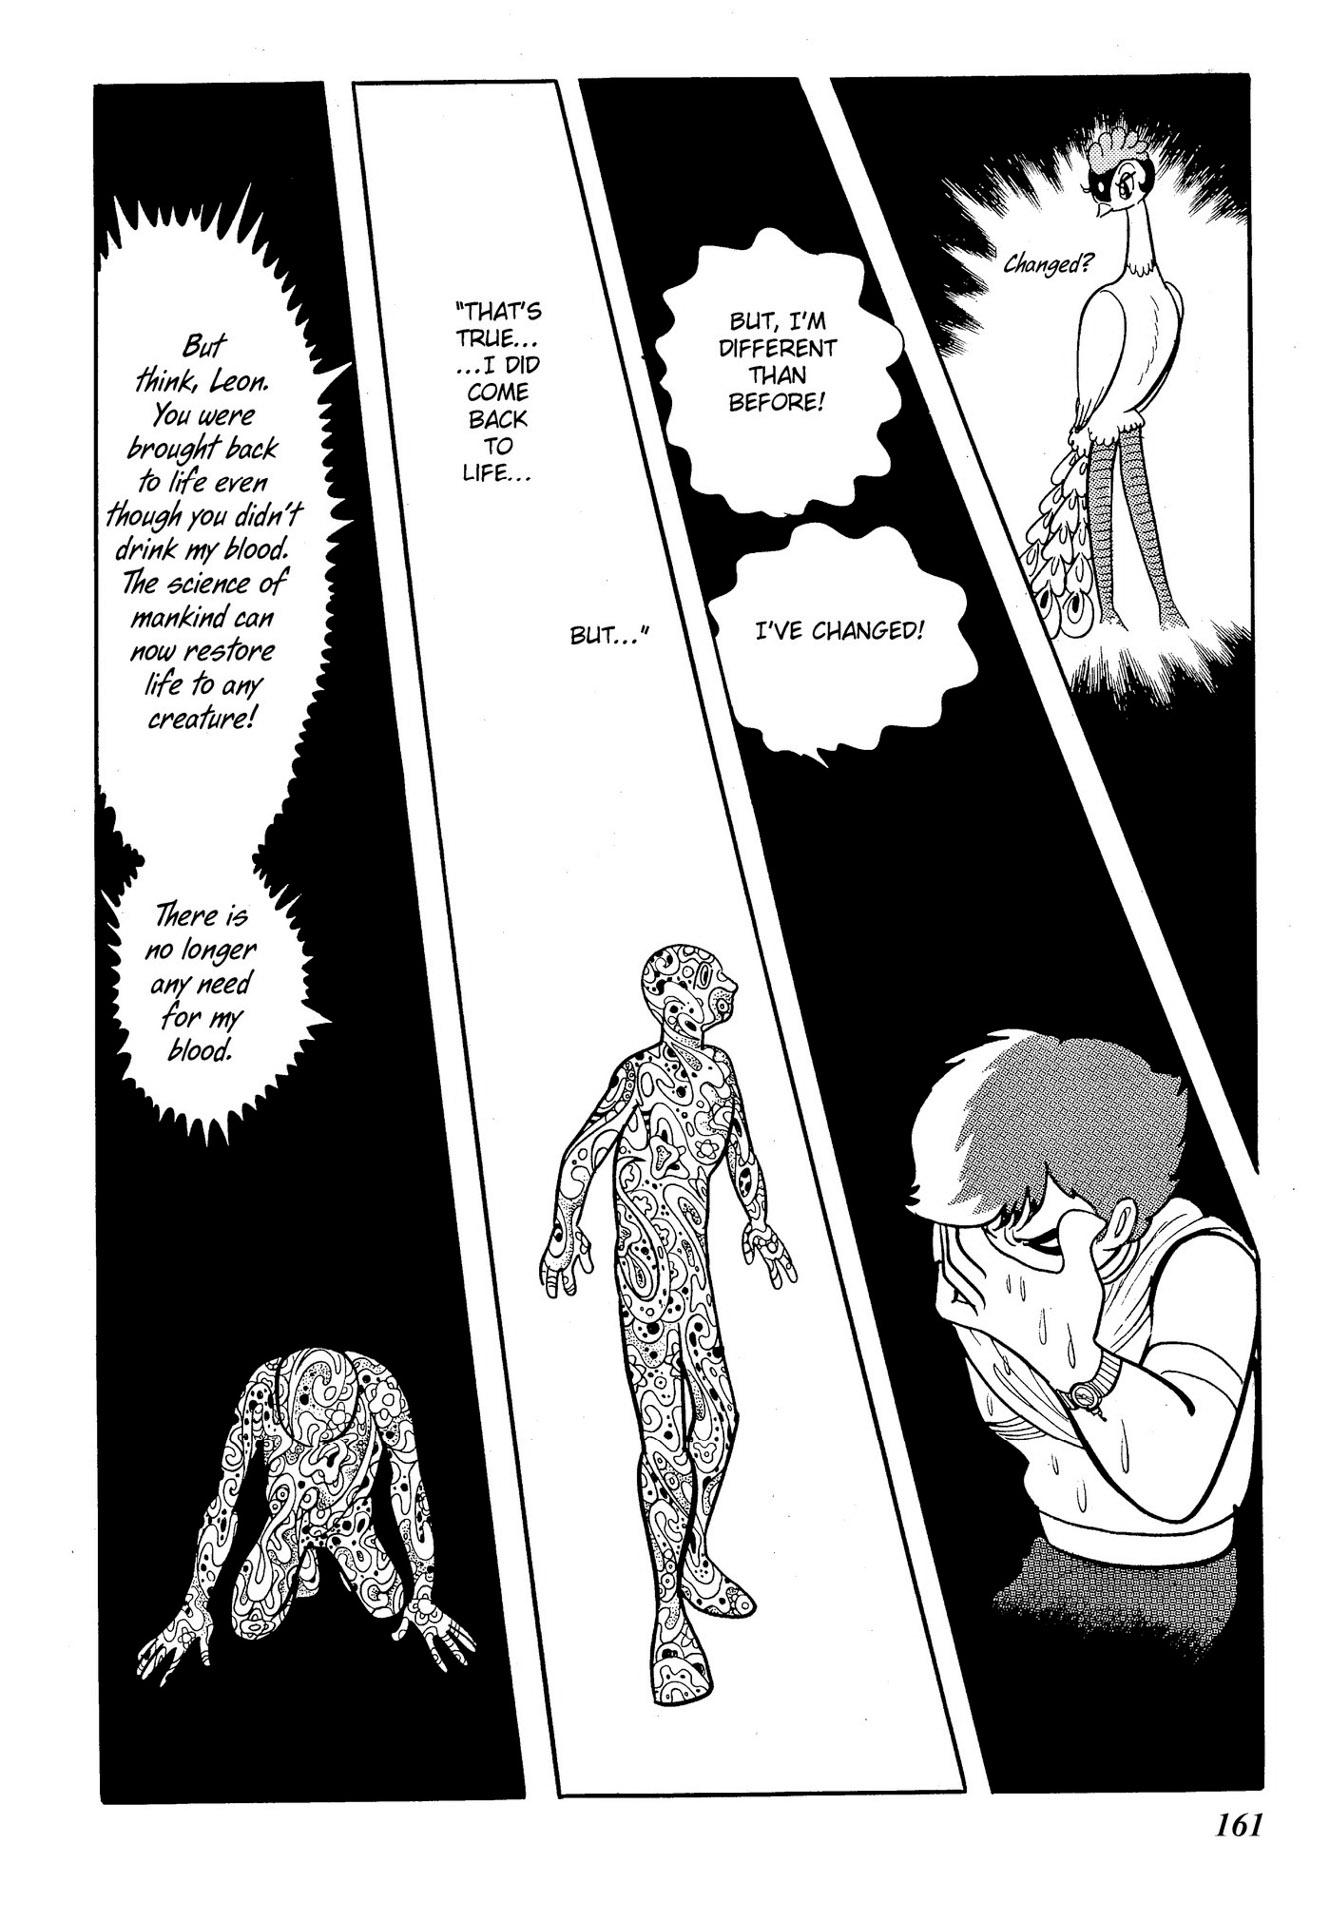 But
think, Leon.
You were
brought back
to life even
though you didn't
drink my blood.
The science of
mankind can
now restore
life to any
creature!
There is
no longer
any need
for my
blood.
"THAT'S
TRUE...
...I DID
COME
BACK
TO
LIFE...
BUT..."
BUT, I'M
DIFFERENT
THAN
BEFORE!
I'VE CHANGED!
Changed?
161